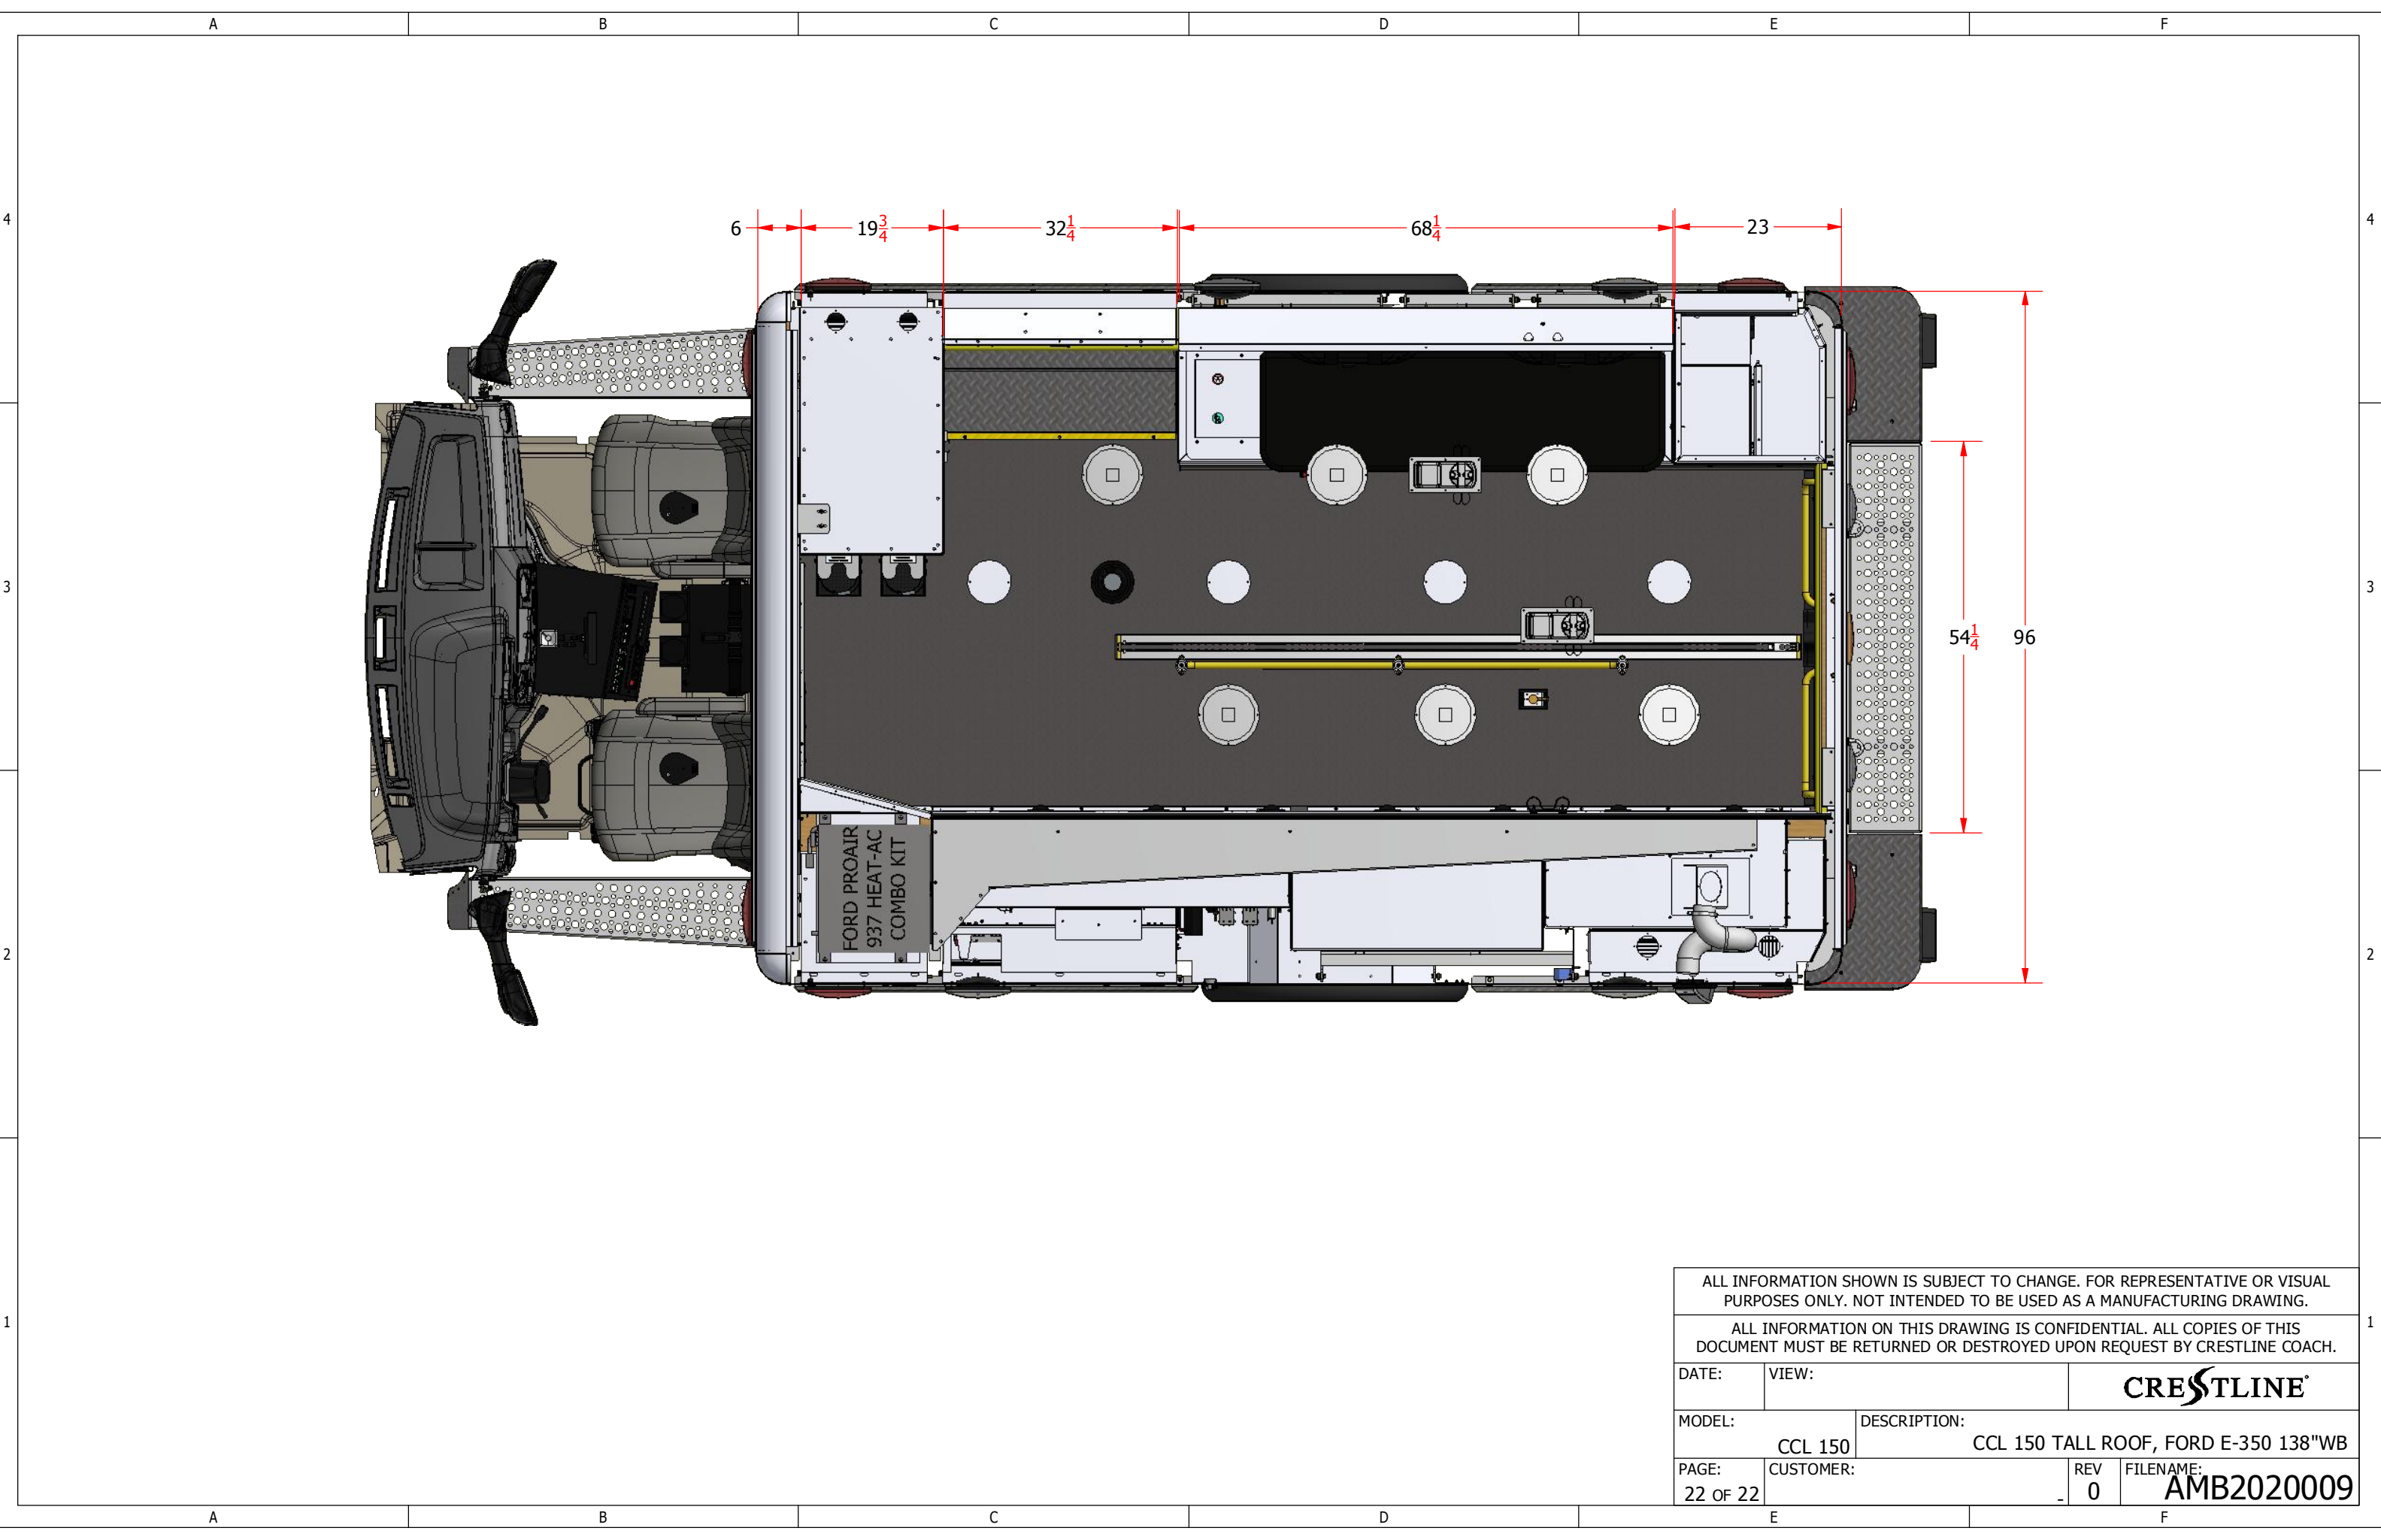 A B C D E F
4 4
6 19 3/4 32 1/4 68 1/4 23
3 3
54 1/4 96
FORD PROAIR
937 HEAT-AC
COMBO KIT
2 2
ALL INFORMATION SHOWN IS SUBJECT TO CHANGE. FOR REPRESENTATIVE OR VISUAL
PURPOSES ONLY. NOT INTENDED TO BE USED AS A MANUFACTURING DRAWING.
1 1
ALL INFORMATION ON THIS DRAWING IS CONFIDENTIAL. ALL COPIES OF THIS
DOCUMENT MUST BE RETURNED OR DESTROYED UPON REQUEST BY CRESTLINE COACH.
DATE: VIEW: CRESTLINE®
MODEL: DESCRIPTION:
CCL 150 CCL 150 TALL ROOF, FORD E-350 138"WB
PAGE: CUSTOMER: REV FILENAME:
22 OF 22 - 0 AMB2020009
A B C D E F